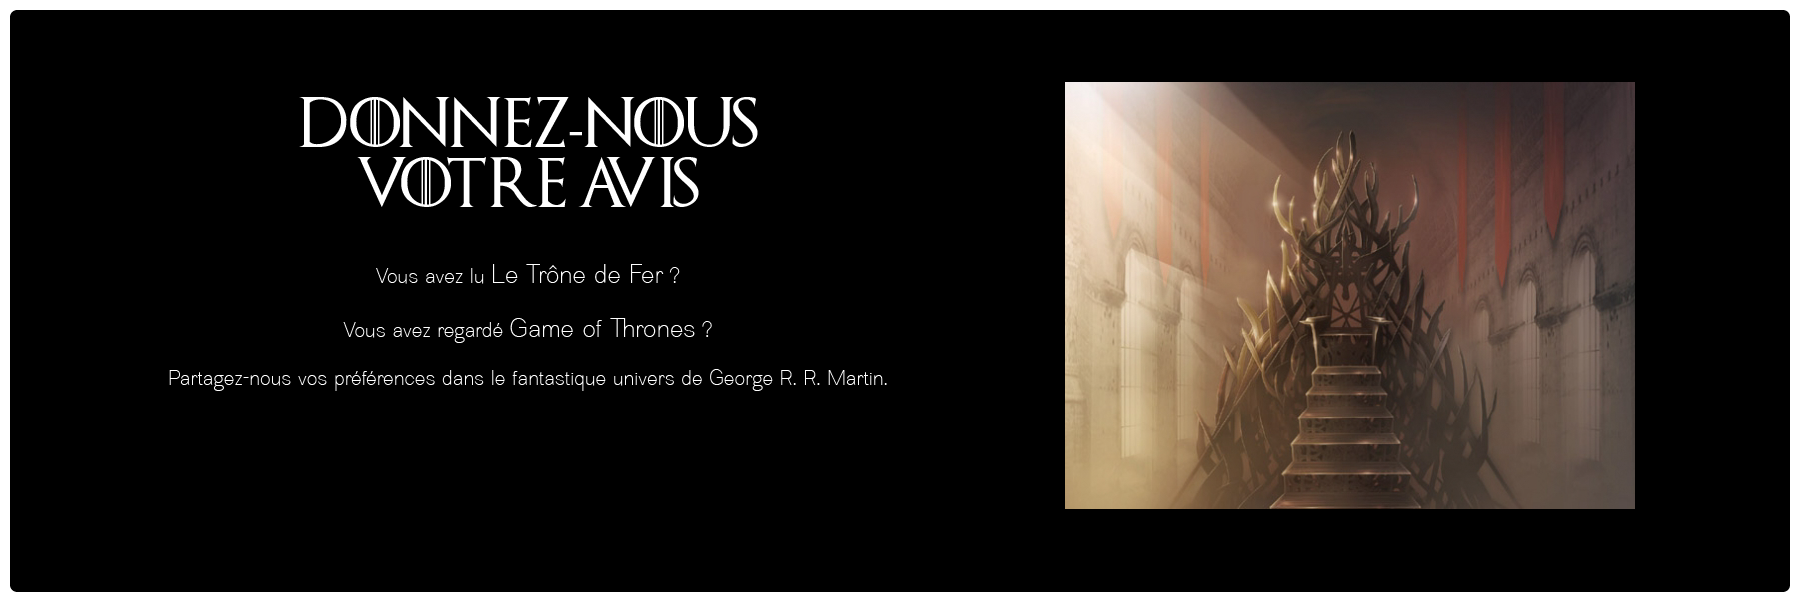 DONNEZ-NOUS
VOTRE AVIS
Vous avez lu Le Trône de Fer ?
Vous avez regardé Game of Thrones ?
Partagez-nous vos préférences dans le fantastique univers de George R. R. Martin.